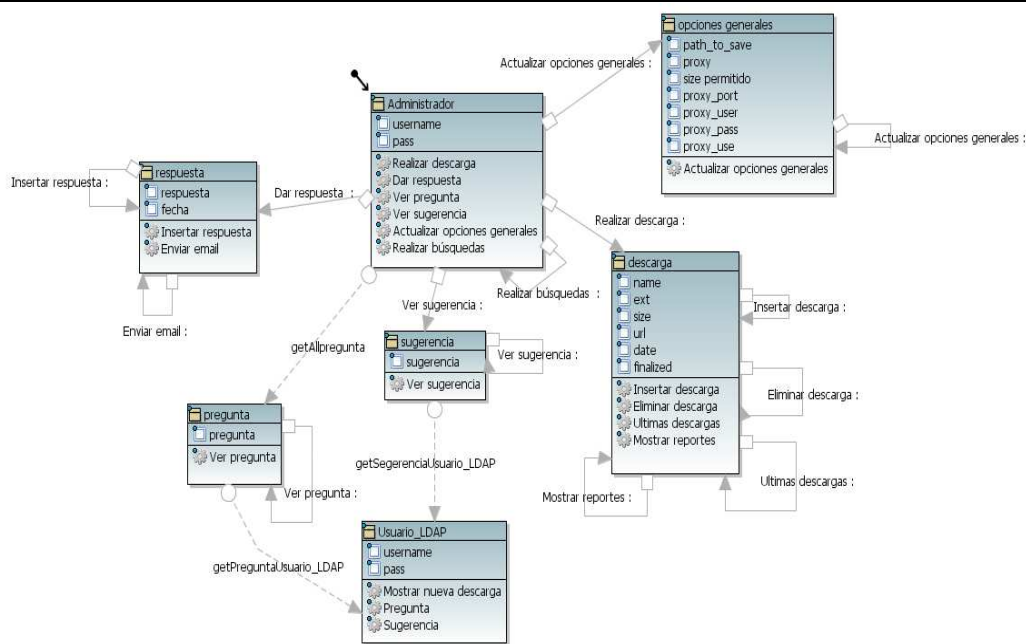 opciones generales
path_to_save
proxy
size permitido
proxy_port
proxy_user
proxy_pass
proxy_use
Actualizar opciones generales
Actualizar opciones generales :
Actualizar opciones generales :
Administrador
username
pass
Realizar descarga
Dar respuesta
Ver pregunta
Ver sugerencia
Actualizar opciones generales
Realizar búsquedas
Insertar respuesta :
respuesta
respuesta
fecha
Insertar respuesta
Enviar email
Dar respuesta :
Enviar email :
Realizar descarga :
Realizar búsquedas :
Ver sugerencia :
getAllpregunta
descarga
name
ext
size
url
date
finalized
Insertar descarga
Eliminar descarga
Ultimas descargas
Mostrar reportes
Insertar descarga :
Eliminar descarga :
Ultimas descargas :
Mostrar reportes :
sugerencia
sugerencia
Ver sugerencia
Ver sugerencia :
pregunta
pregunta
Ver pregunta
Ver pregunta :
getSegerenciaUsuario_LDAP
getPreguntaUsuario_LDAP
Usuario_LDAP
username
pass
Mostrar nueva descarga
Pregunta
Sugerencia